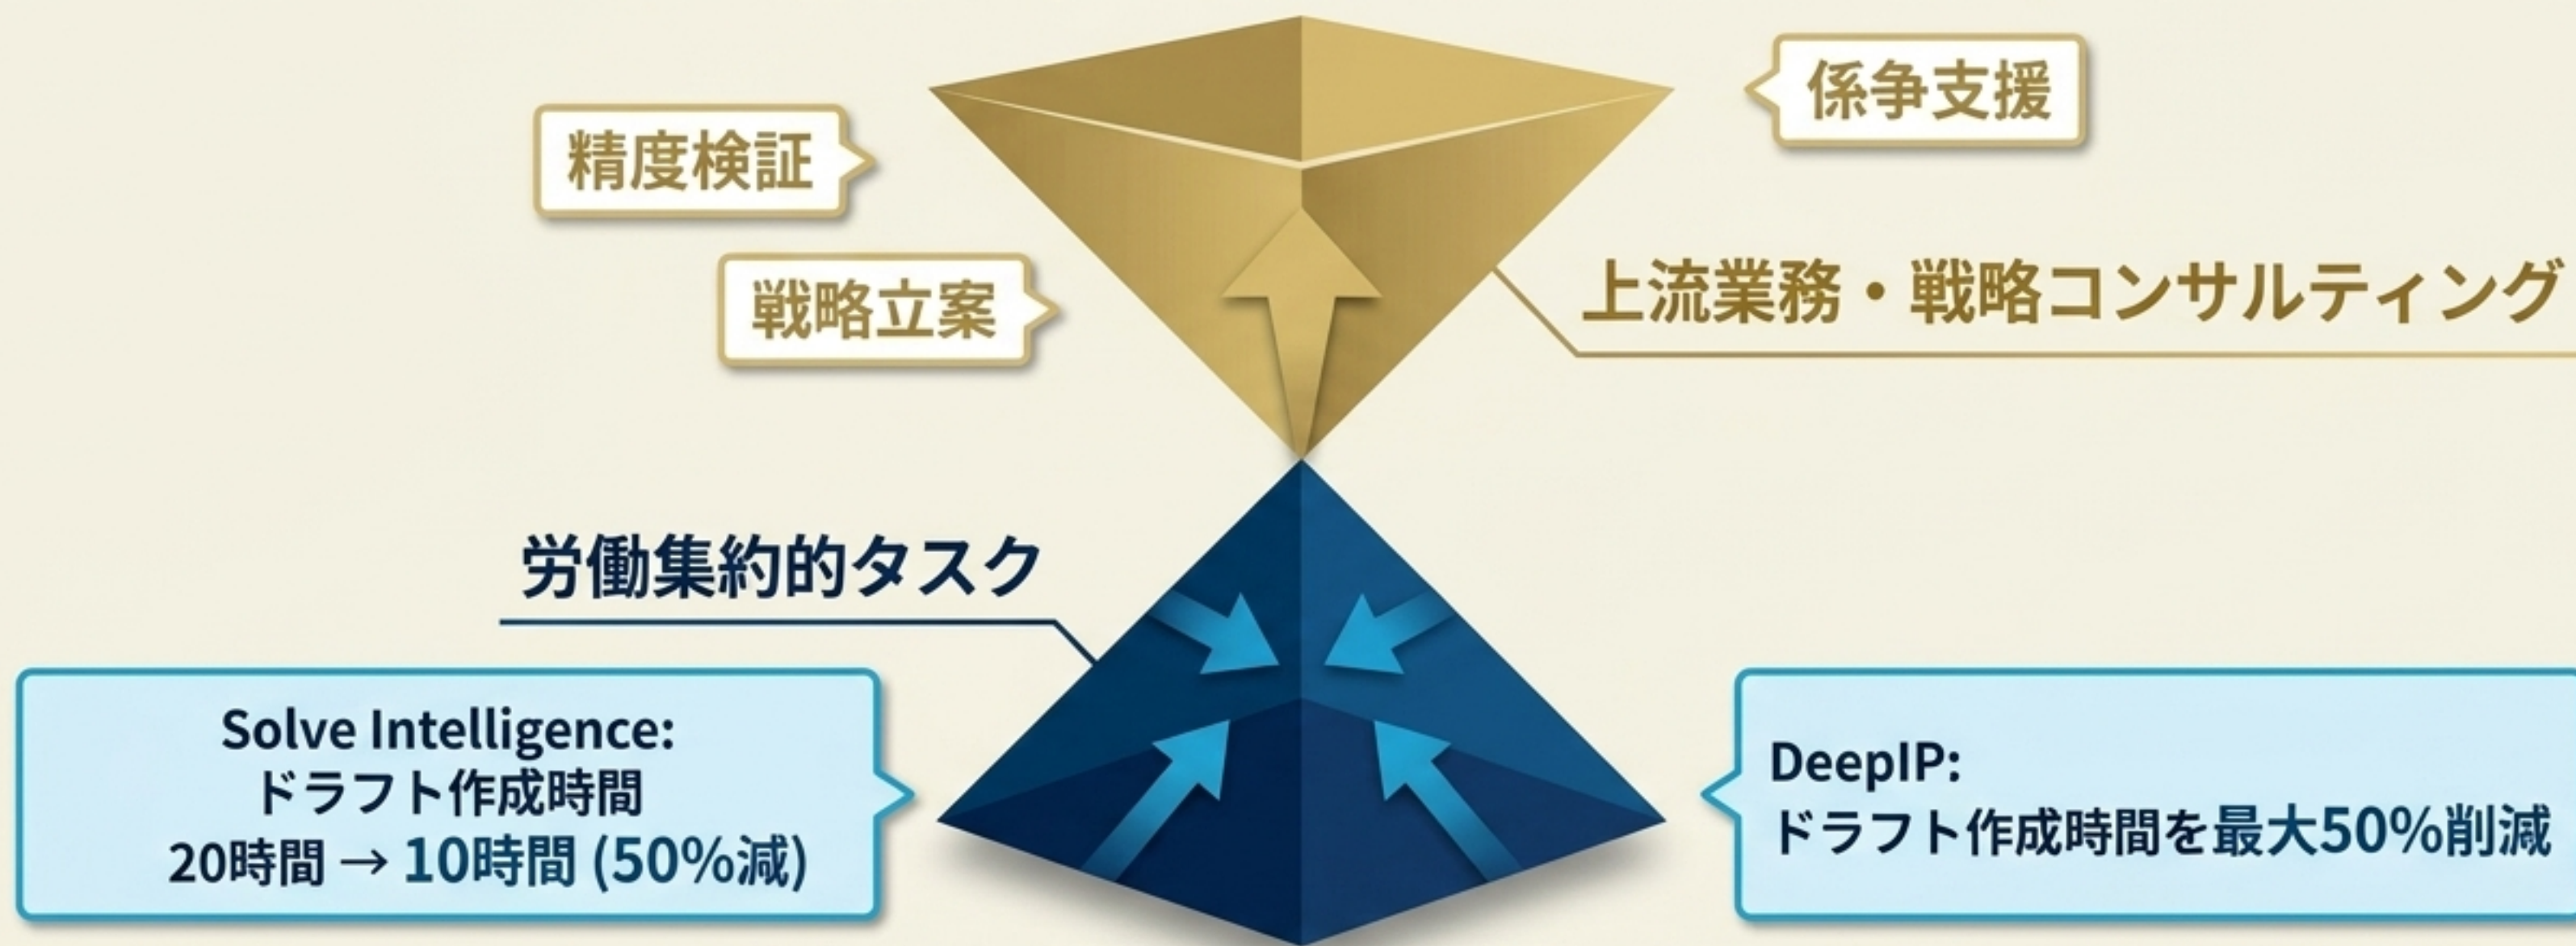 係争支援
精度検証
戦略立案
上流業務・戦略コンサルティング
労働集約的タスク
Solve Intelligence:
ドラフト作成時間
20時間 → 10時間 (50%減)
DeepIP:
ドラフト作成時間を最大50%削減